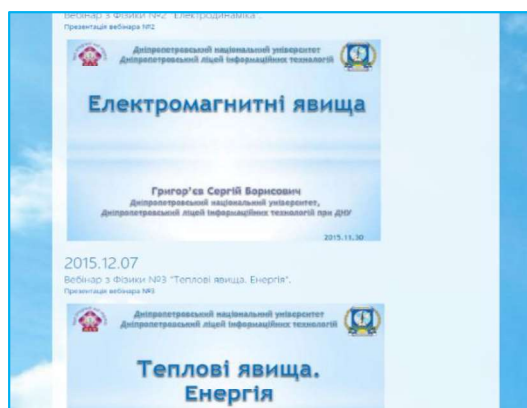 Вебінар з Фізики №2 "Електродинаміка".
Презентація вебінара №2
Дніпропетровський національний університет
Дніпропетровський ліцей інформаційних технологій
Електромагнитні явища
Григор'єв Сергій Борисович
Дніпропетровський національний університет,
Дніпропетровський ліцей інформаційних технологій при ДНУ
2015.11.30
2015.12.07
Вебінар з Фізики №3 "Теплові явища. Енергія".
Презентація вебінара №3
Дніпропетровський національний університет
Дніпропетровський ліцей інформаційних технологій
Теплові явища.
Енергія